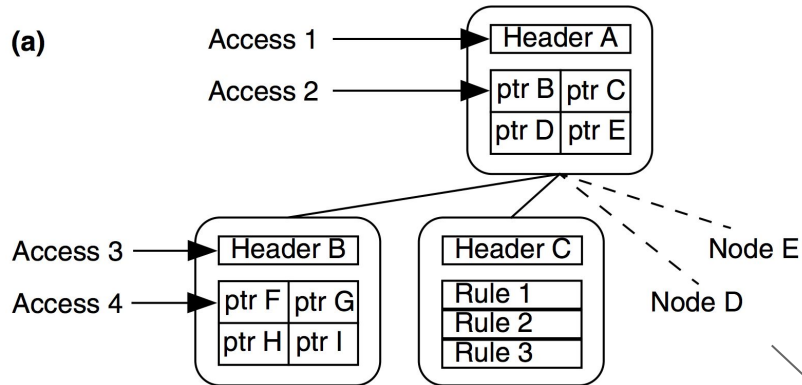 (a)
Access 1
Header A
Access 2
ptr B ptr C
ptr D ptr E
Access 3
Header B
Header C
Node E
Access 4
ptr F ptr G
ptr H ptr I
Rule 1
Rule 2
Rule 3
Node D